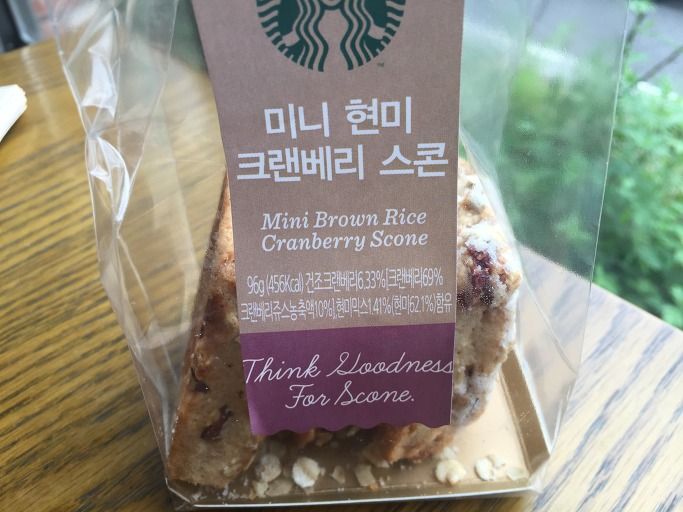 미니 현미
크랜베리 스콘
Mini Brown Rice
Cranberry Scone
96g (456Kcal) 건조크랜베리6.33%[크랜베리69%
크랜베리쥬스농축액10%], 현미믹스1.41%(현미62.1%)함유
Think Goodness
For Scone.